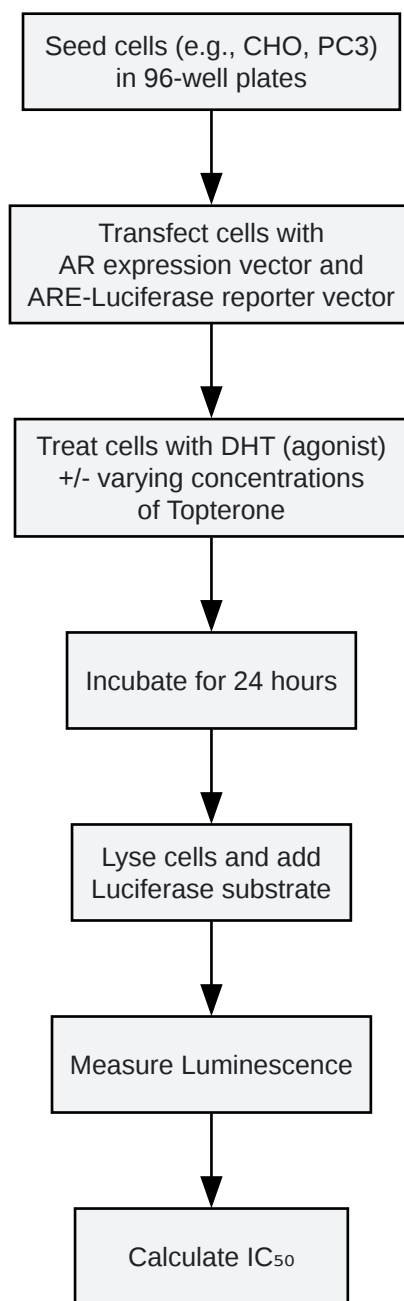 Seed cells (e.g., CHO, PC3)
in 96-well plates
Transfect cells with
AR expression vector and
ARE-Luciferase reporter vector
Treat cells with DHT (agonist)
+/- varying concentrations
of Topterone
Incubate for 24 hours
Lyse cells and add
Luciferase substrate
Measure Luminescence
Calculate IC₅₀